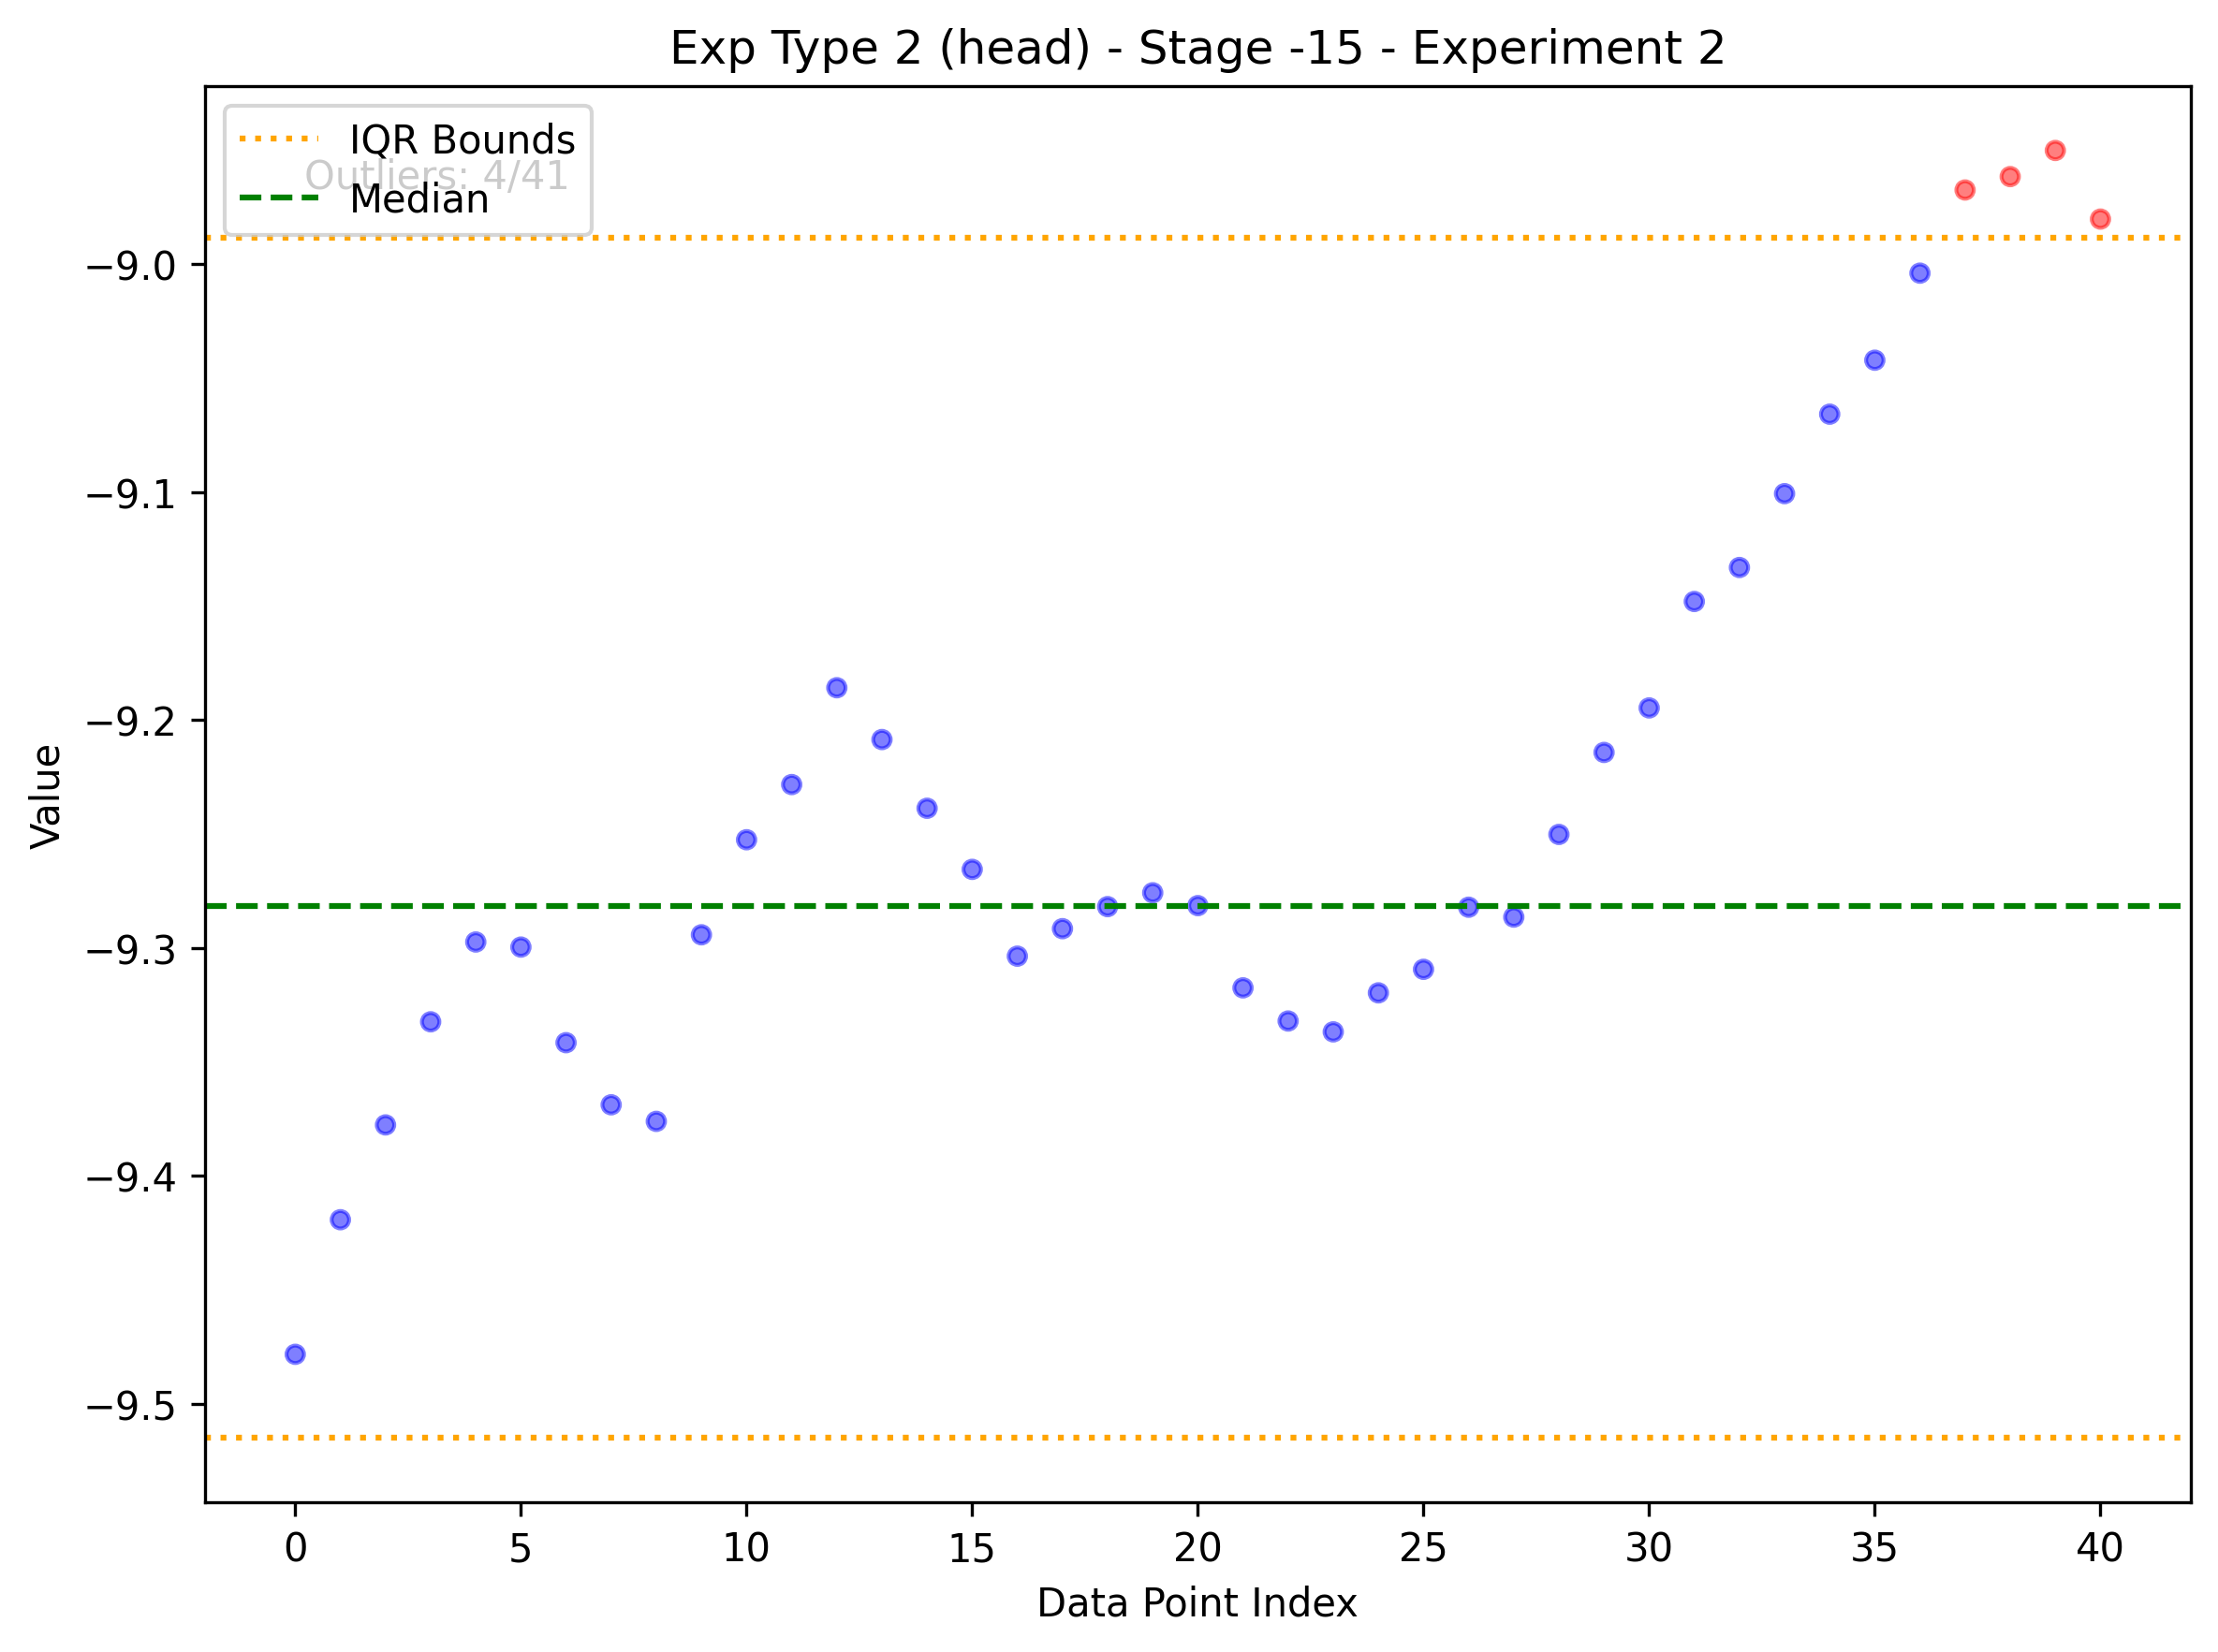 Exp Type 2 (head) - Stage -15 - Experiment 2
IQR Bounds
Outliers: 4/41
Median
−9.0
−9.1
−9.2
−9.3
−9.4
−9.5
Value
0 5 10 15 20 25 30 35 40
Data Point Index